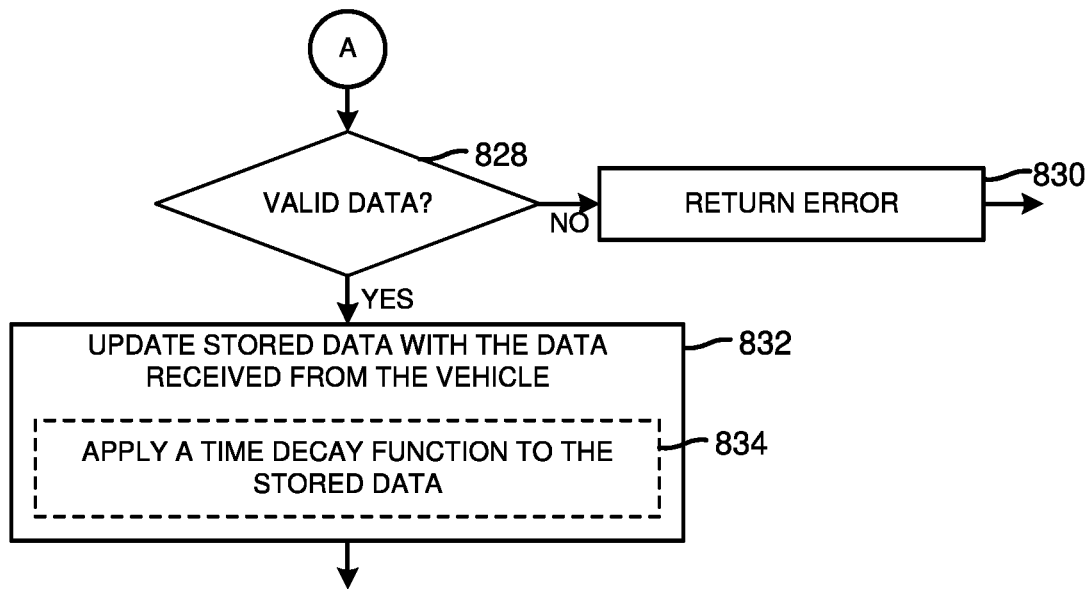 A
828
VALID DATA?
NO
RETURN ERROR
830
YES
UPDATE STORED DATA WITH THE DATA
RECEIVED FROM THE VEHICLE
832
APPLY A TIME DECAY FUNCTION TO THE
STORED DATA
834